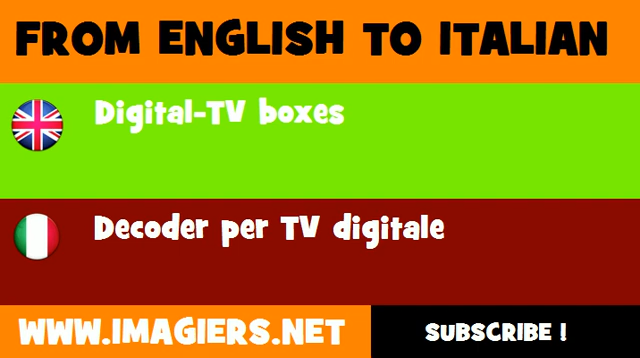 FROM ENGLISH TO ITALIAN
Digital-TV boxes
Decoder per TV digitale
WWW.IMAGIERS.NET
SUBSCRIBE !